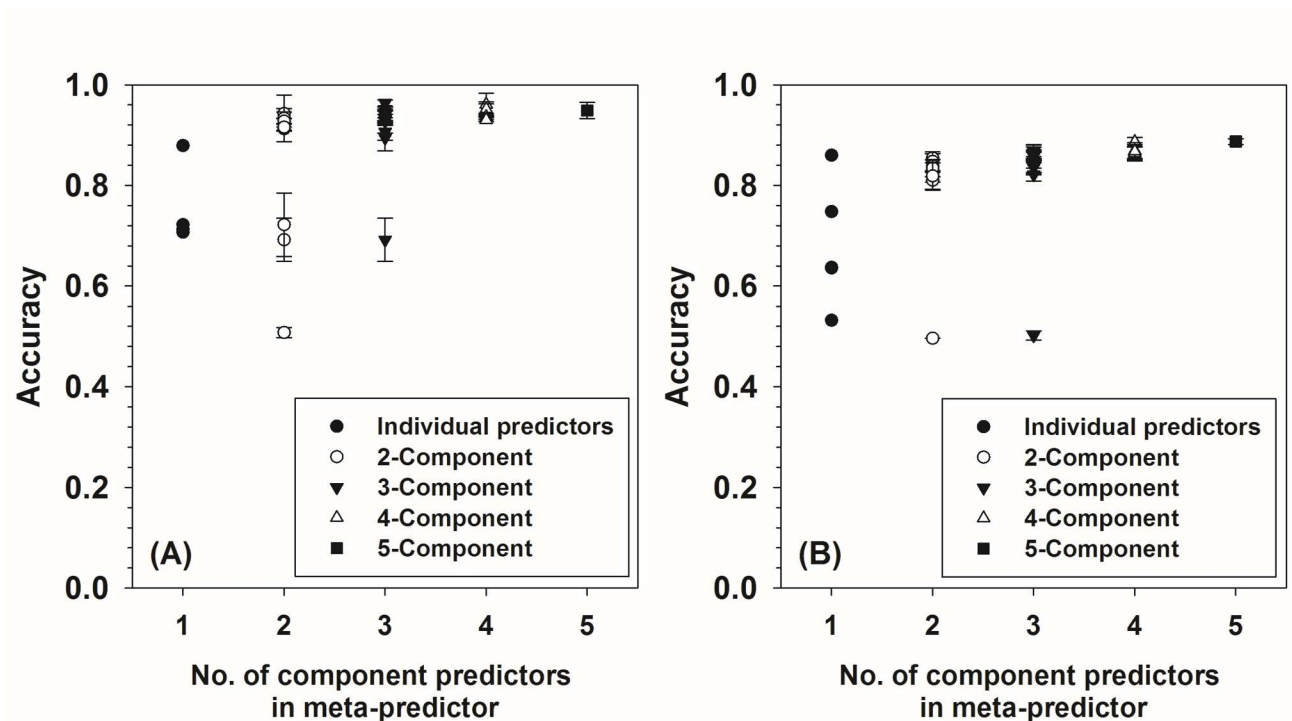 1.0
0.8
0.6
0.4
0.2
0.0
Accuracy
Individual predictors
2-Component
3-Component
4-Component
5-Component
(A)
1 2 3 4 5
No. of component predictors
in meta-predictor
1.0
0.8
0.6
0.4
0.2
0.0
Accuracy
Individual predictors
2-Component
3-Component
4-Component
5-Component
(B)
1 2 3 4 5
No. of component predictors
in meta-predictor